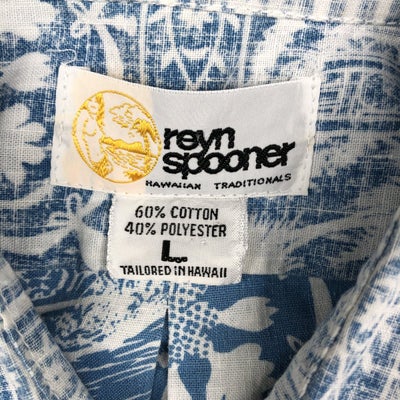 reyn
spooner
HAWAIIAN TRADITIONALS
60% COTTON
40% POLYESTER
L
TAILORED IN HAWAII